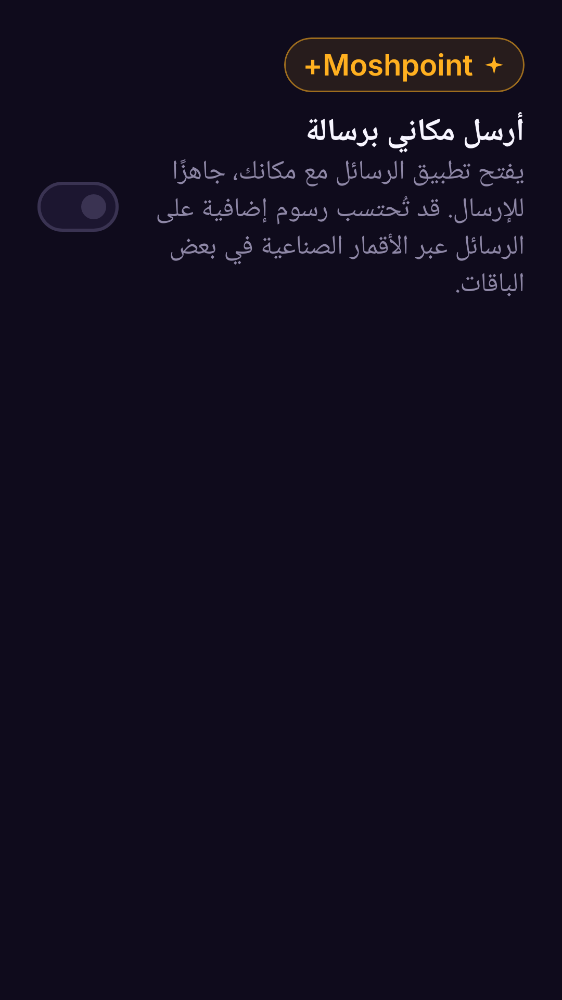 +Moshpoint
أرسل مكاني برسالة
يفتح تطبيق الرسائل مع مكانك، جاهزًا
للإرسال. قد تُحتسب رسوم إضافية على
الرسائل عبر الأقمار الصناعية في بعض
الباقات.